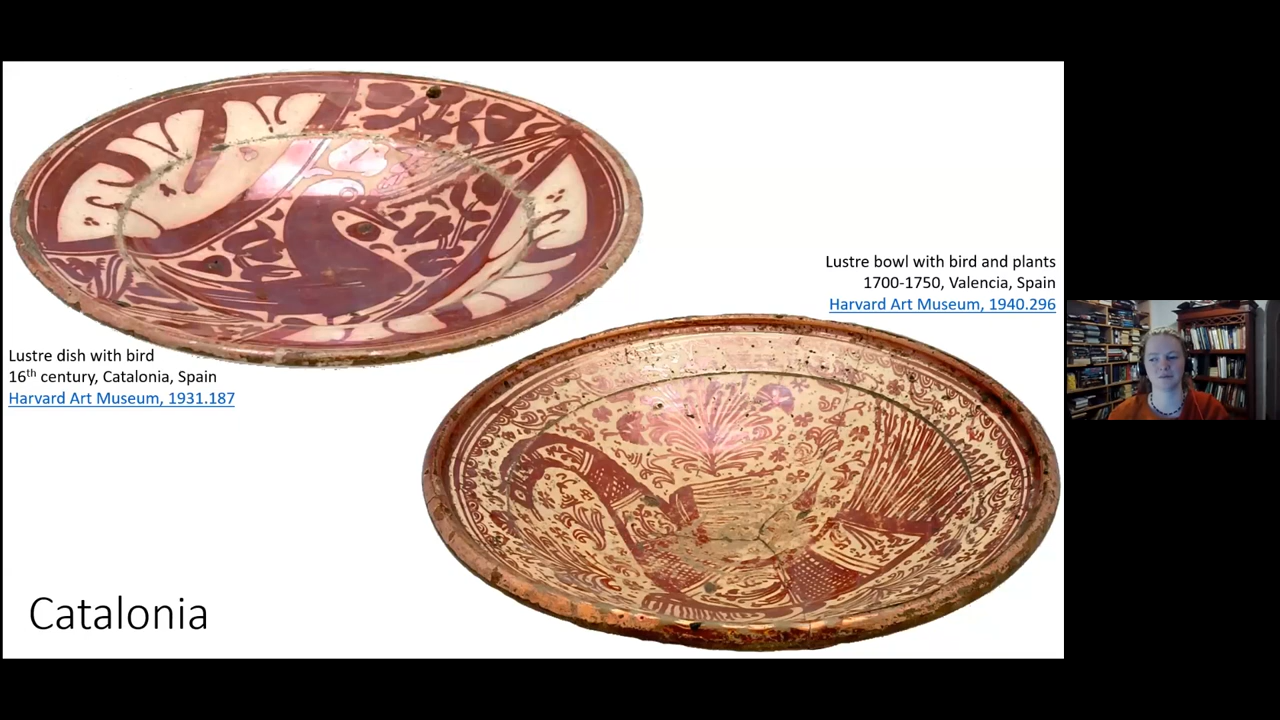 Lustre bowl with bird and plants
1700-1750, Valencia, Spain
Harvard Art Museum, 1940.296
Lustre dish with bird
16th century, Catalonia, Spain
Harvard Art Museum, 1931.187
Catalonia